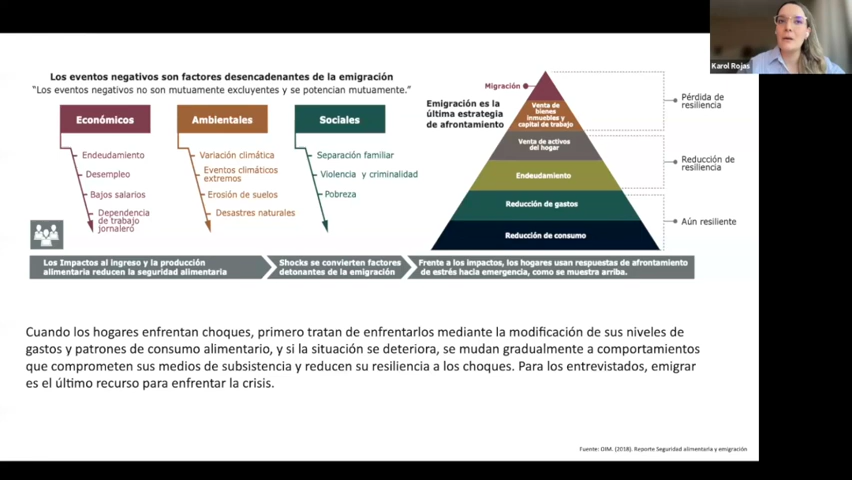 Karol Rojas
Los eventos negativos son factores desencadenantes de la emigración
“Los eventos negativos no son mutuamente excluyentes y se potencian mutuamente.”
Económicos
Endeudamiento
Desempleo
Bajos salarios
Dependencia
de trabajo
jornalero
Ambientales
Variación climática
Eventos climáticos
extremos
Erosión de suelos
Desastres naturales
Sociales
Separación familiar
Violencia y criminalidad
Pobreza
Emigración es la
última estrategia
de afrontamiento
Migración
Venta de
bienes
inmuebles y
capital de trabajo
Venta de activos
del hogar
Endeudamiento
Reducción de gastos
Reducción de consumo
Pérdida de
resiliencia
Reducción de
resiliencia
Aún resiliente
Los Impactos al ingreso y la producción
alimentaria reducen la seguridad alimentaria
Shocks se convierten factores
detonantes de la emigración
Frente a los impactos, los hogares usan respuestas de afrontamiento
de estrés hacia emergencia, como se muestra arriba.
Cuando los hogares enfrentan choques, primero tratan de enfrentarlos mediante la modificación de sus niveles de
gastos y patrones de consumo alimentario, y si la situación se deteriora, se mudan gradualmente a comportamientos
que comprometen sus medios de subsistencia y reducen su resiliencia a los choques. Para los entrevistados, emigrar
es el último recurso para enfrentar la crisis.
Fuente: OIM. (2018). Reporte Seguridad alimentaria y emigración